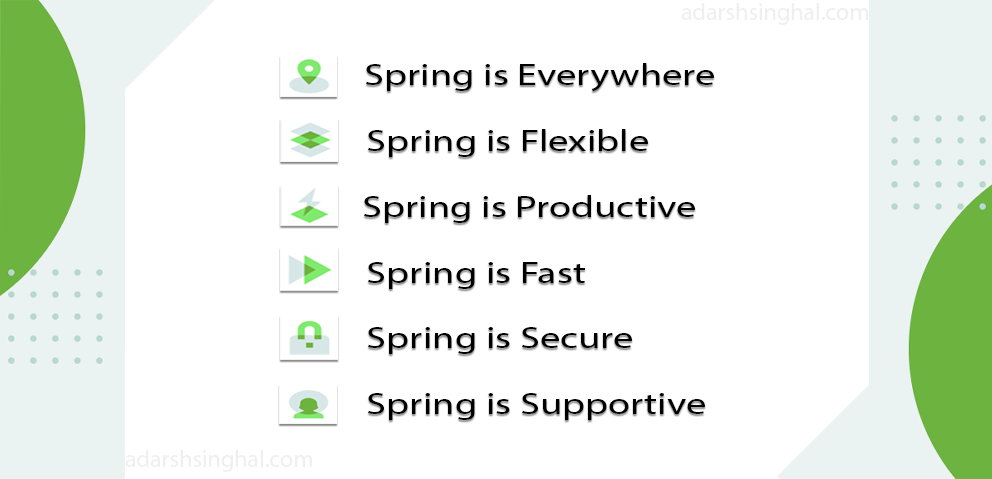 adarshsinghal.com
Spring is Everywhere
Spring is Flexible
Spring is Productive
Spring is Fast
Spring is Secure
Spring is Supportive
adarshsinghal.com